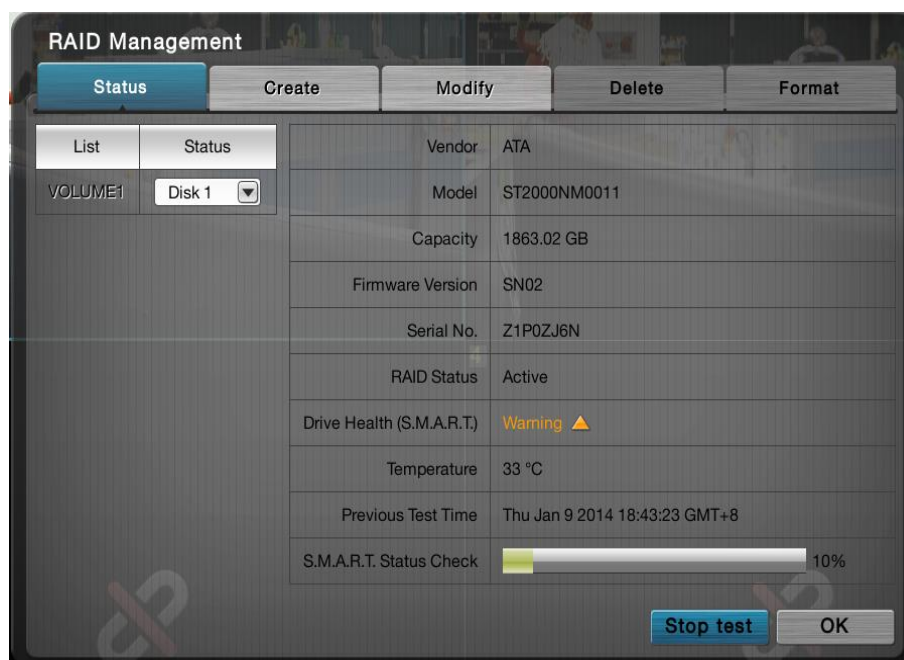 RAID Management
Status Create Modify Delete Format
List Status
VOLUME1 Disk 1
Vendor ATA
Model ST2000NM0011
Capacity 1863.02 GB
Firmware Version SN02
Serial No. Z1P0ZJ6N
RAID Status Active
Drive Health (S.M.A.R.T.) Warning
Temperature 33 °C
Previous Test Time Thu Jan 9 2014 18:43:23 GMT+8
S.M.A.R.T. Status Check 10%
Stop test OK